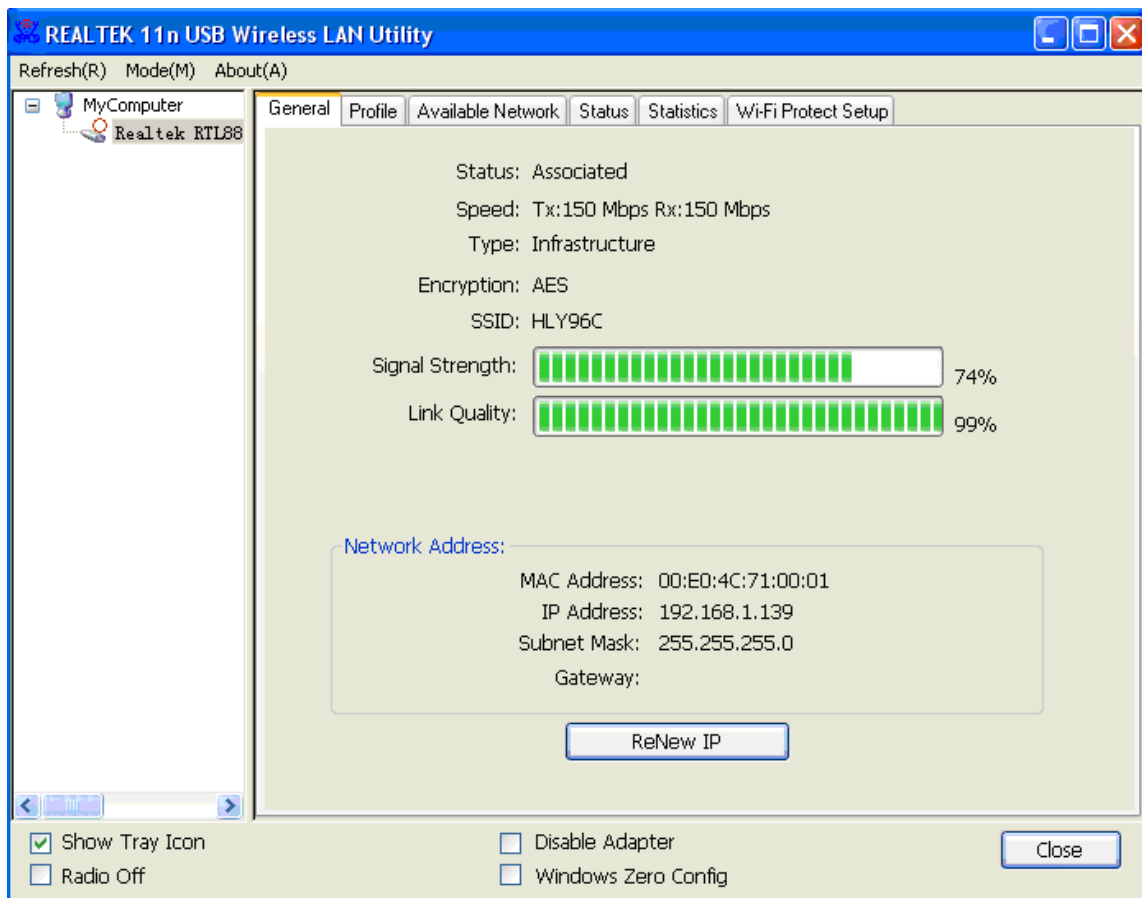 REALTEK 11n USB Wireless LAN Utility
Refresh(R) Mode(M) About(A)
MyComputer
Realtek RTL88
General Profile Available Network Status Statistics Wi-Fi Protect Setup
Status: Associated
Speed: Tx:150 Mbps Rx:150 Mbps
Type: Infrastructure
Encryption: AES
SSID: HLY96C
Signal Strength: 74%
Link Quality: 99%
Network Address:
MAC Address: 00:E0:4C:71:00:01
IP Address: 192.168.1.139
Subnet Mask: 255.255.255.0
Gateway:
ReNew IP
Show Tray Icon
Radio Off
Disable Adapter
Windows Zero Config
Close